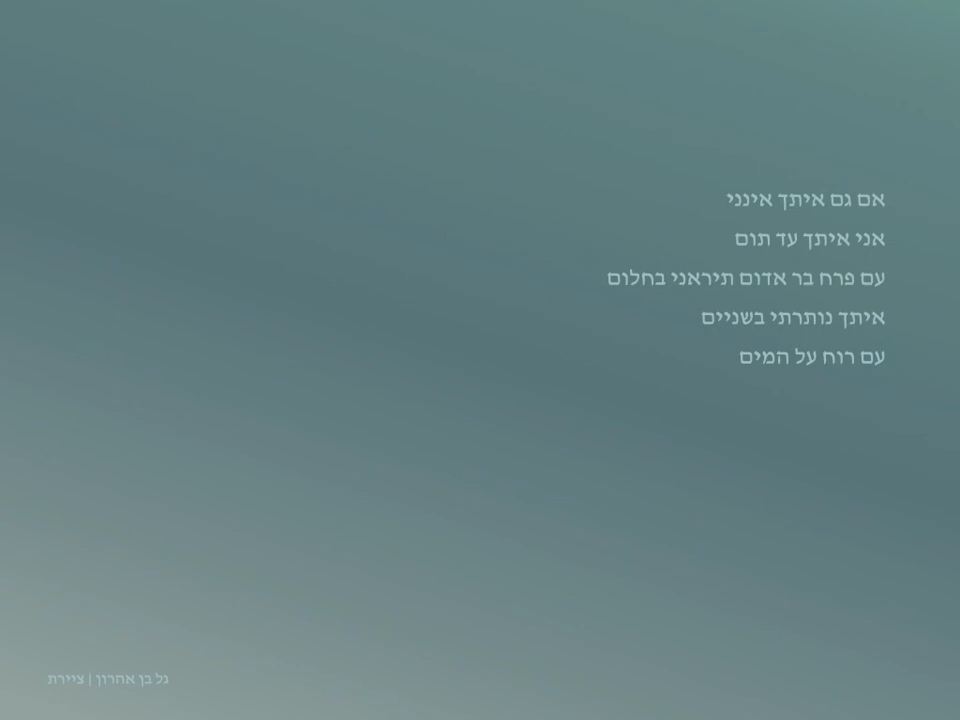 אם גם איתך אינני
אני איתך עד תום
עם פרח בר אדום תיראני בחלום
איתך נותרתי בשניים
עם רוח על המים
גל בן אהרון | ציירת